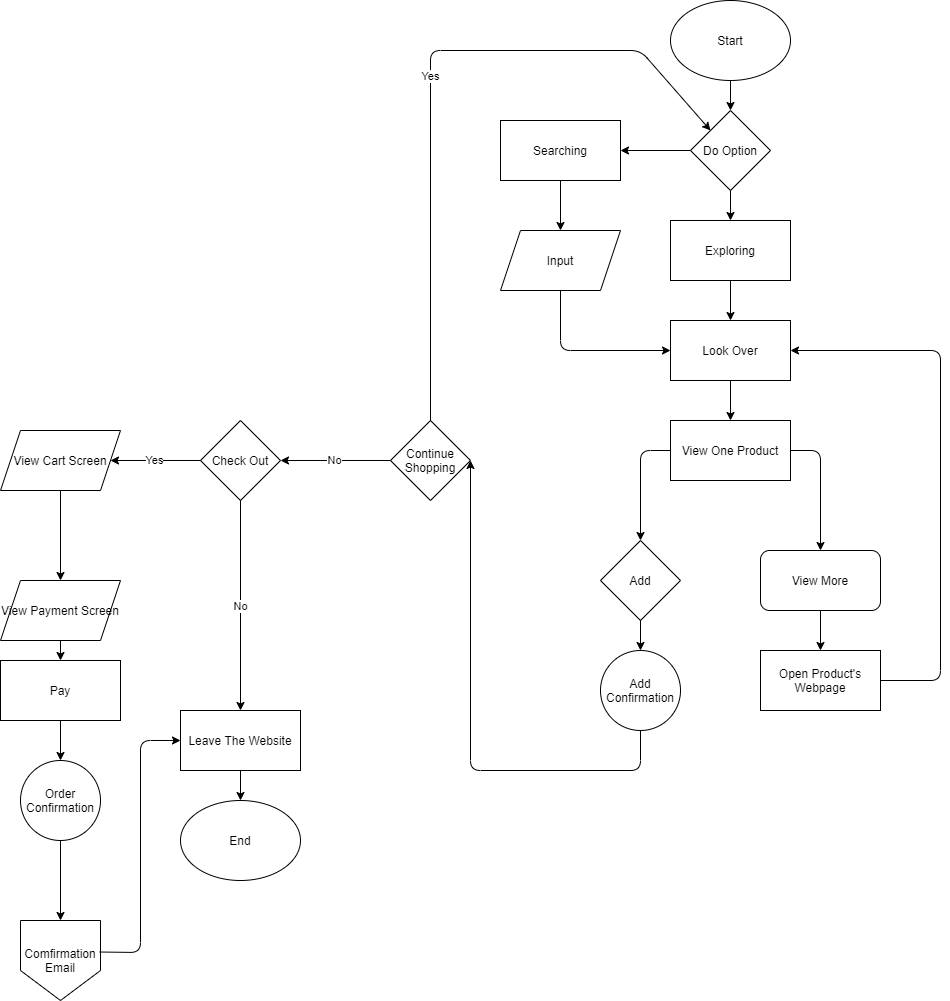 Start
Yes
Searching
Do Option
Exploring
Input
Look Over
View One Product
Continue
Shopping
No
Check Out
Yes
View Cart Screen
Add
View More
View Payment Screen
No
Add
Confirmation
Open Product's
Webpage
Pay
Leave The Website
Order
Confirmation
End
Comfirmation
Email